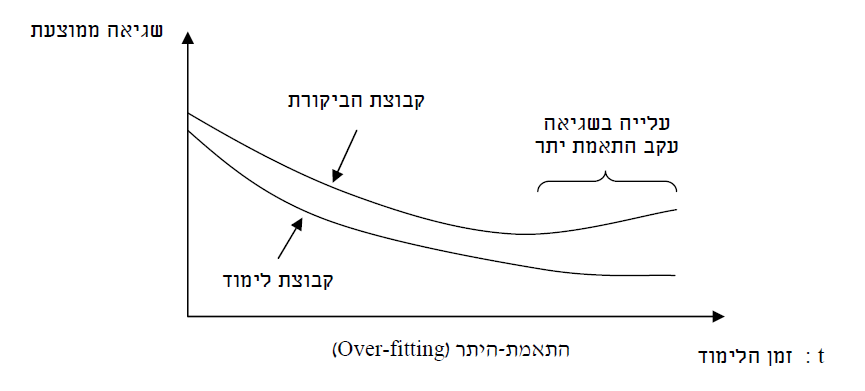 שגיאה ממוצעת
קבוצת הביקורת
עלייה בשגיאה
עקב התאמת יתר
קבוצת לימוד
התאמת-היתר (Over-fitting)
t : זמן הלימוד